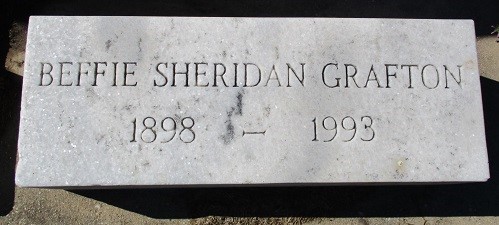 BEFFIE SHERIDAN GRAFTON
1898 — 1993